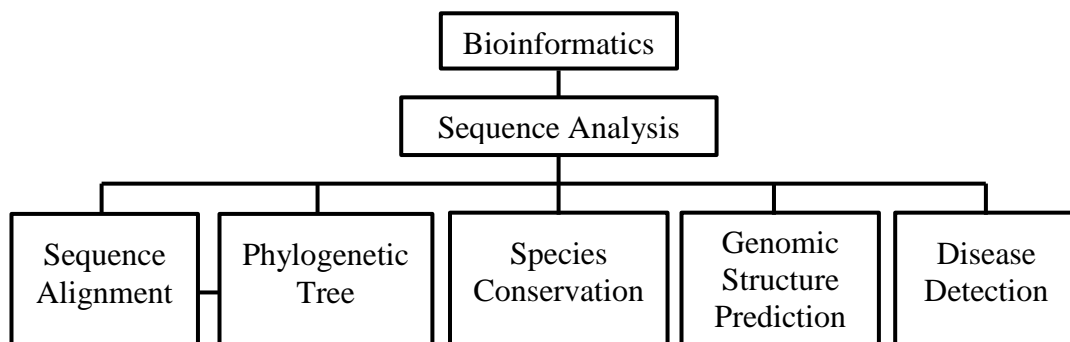 Bioinformatics
Sequence Analysis
Sequence
Alignment
Phylogenetic
Tree
Species
Conservation
Genomic
Structure
Prediction
Disease
Detection